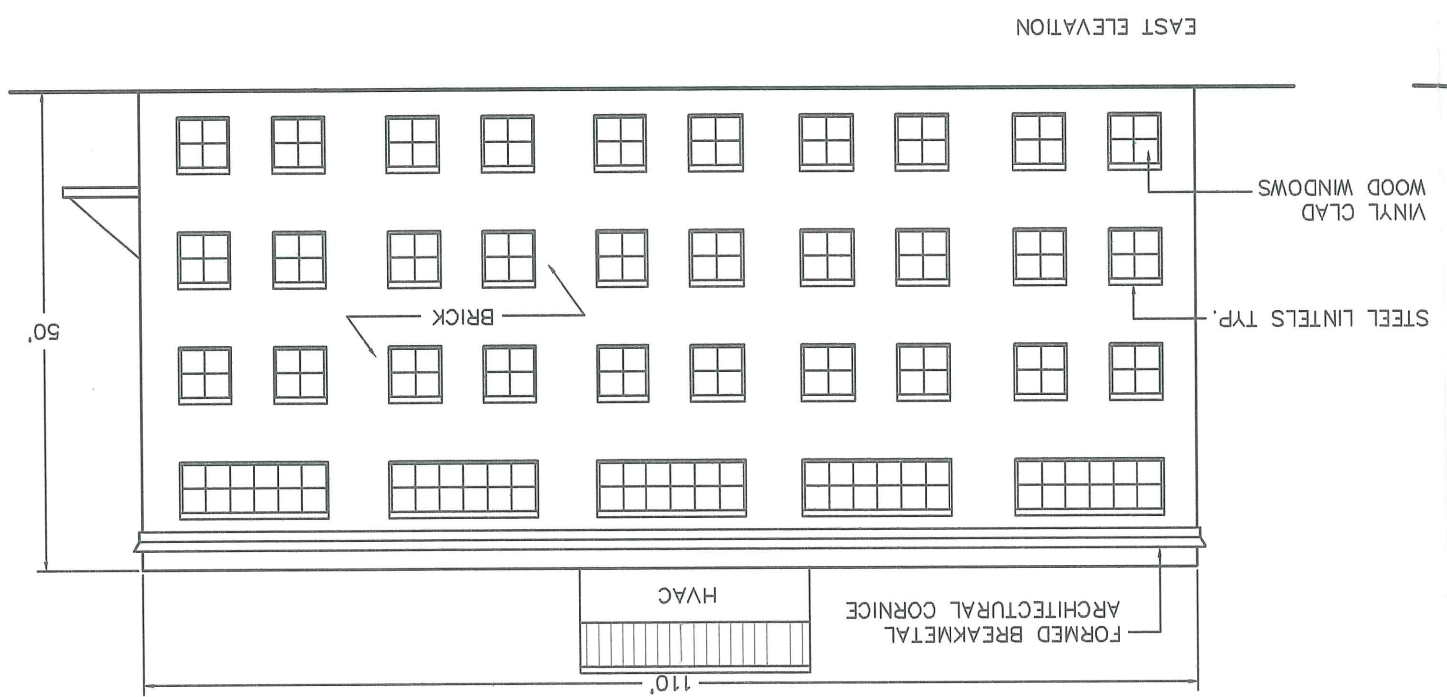 110'
FORMED BREAKMETAL
ARCHITECTURAL CORNICE
HVAC
50'
BRICK
STEEL LINTELS TYP.
VINYL CLAD
WOOD WINDOWS
EAST ELEVATION